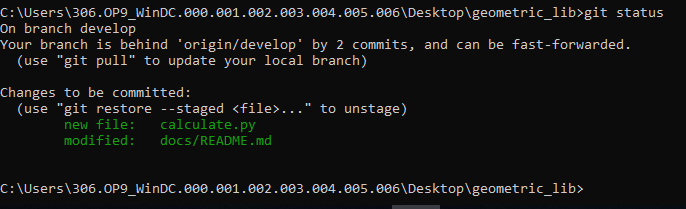 C:\Users\306.OP9_WinDC.000.001.002.003.004.005.006\Desktop\geometric_lib>git status
On branch develop
Your branch is behind 'origin/develop' by 2 commits, and can be fast-forwarded.
  (use "git pull" to update your local branch)

Changes to be committed:
  (use "git restore --staged <file>..." to unstage)
        new file:   calculate.py
        modified:   docs/README.md

C:\Users\306.OP9_WinDC.000.001.002.003.004.005.006\Desktop\geometric_lib>